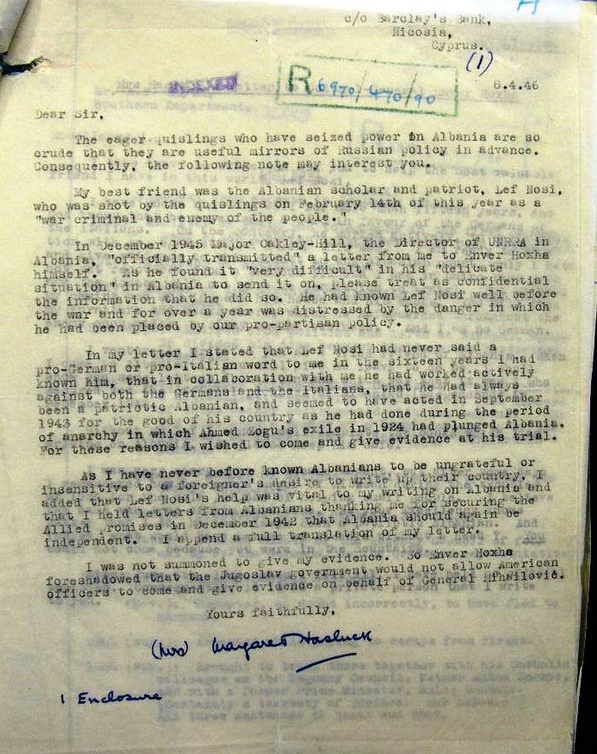 c/o Barclay's Bank,
Nicosia,
Cyprus.
(1)
INDEXED
R 6970/470/90
6.4.46
Dear Sir,
The eager quislings who have seized power in Albania are so
crude that they are useful mirrors of Russian policy in advance.
Consequently, the following note may interest you.
My best friend was the Albanian scholar and patriot, Lef Nosi,
who was shot by the quislings on February 14th of this year as a
"war criminal and enemy of the people."
In December 1945 Major Oakley-Hill, the Director of UNRRA in
Albania, "officially transmitted" a letter from me to Enver Hoxha
himself. As he found it "very difficult" in his "delicate
situation" in Albania to send it on, please treat as confidential
the information that he did so. He had known Lef Nosi well before
the war and for over a year was distressed by the danger in which
he had been placed by our pro-partisan policy.
In my letter I stated that Lef Nosi had never said a
pro-German or pro-Italian word to me in the sixteen years I had
known him, that in collaboration with me he had worked actively
against both the Germans and the Italians, that he had always
been a patriotic Albanian, and seemed to have acted in September
1943 for the good of his country as he had done during the period
of anarchy in which Ahmed Zogu's exile in 1924 had plunged Albania.
For these reasons I wished to come and give evidence at his trial.
As I have never before known Albanians to be ungrateful or
insensitive to a foreigner's desire to write up their country, I
added that Lef Nosi's help was vital to my writing on Albania and
that I held letters from Albanians thanking me for securing the
Allied promises in December 1942 that Albania should again be
independent. I append a full translation of my letter.
I was not summoned to give my evidence. So Enver Hoxha
foreshadowed that the Jugoslav government would not allow American
officers to come and give evidence on behalf of General Mihailović.
Yours faithfully,
(Mrs) Margaret Hasluck
1 Enclosure